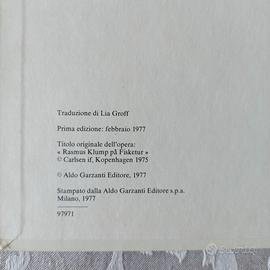 Traduzione di Lia Groff
Prima edizione: febbraio 1977
Titolo originale dell'opera:
« Rasmus Klump på Fisketur »
© Carlsen if, Kopenhagen 1975
© Aldo Garzanti Editore, 1977
Stampato dalla Aldo Garzanti Editore s.p.a.
Milano, 1977
97971
subito